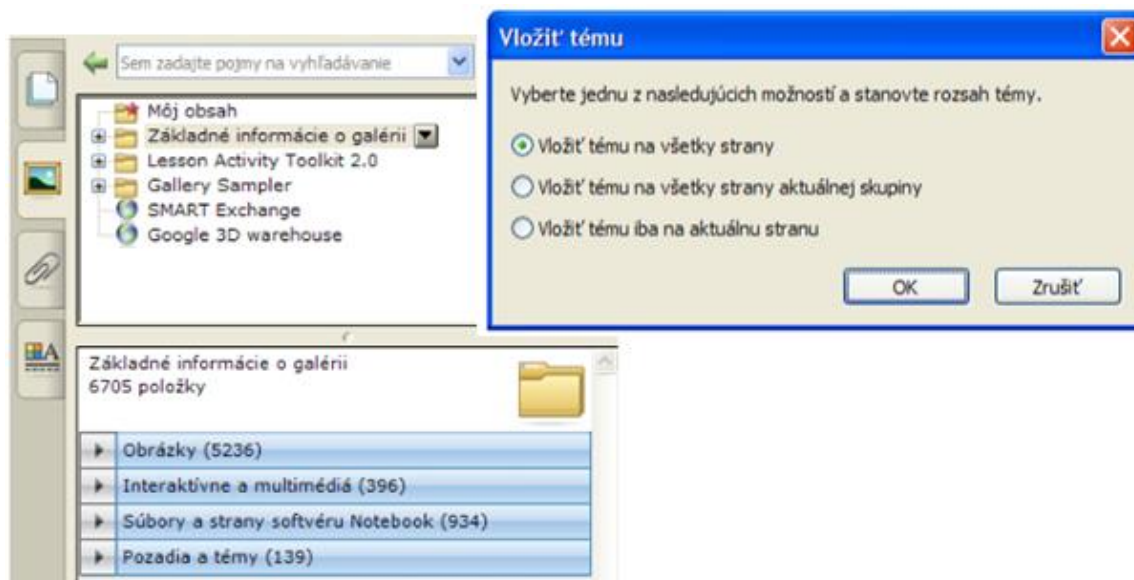 Sem zadajte pojmy na vyhľadávanie
Môj obsah
Základné informácie o galérii
Lesson Activity Toolkit 2.0
Gallery Sampler
SMART Exchange
Google 3D warehouse
Základné informácie o galérii
6705 položky
Obrázky (5236)
Interaktívne a multimédiá (396)
Súbory a strany softvéru Notebook (934)
Pozadia a témy (139)
Vložiť tému
Vyberte jednu z nasledujúcich možností a stanovte rozsah témy.
Vložiť tému na všetky strany
Vložiť tému na všetky strany aktuálnej skupiny
Vložiť tému iba na aktuálnu stranu
OK Zrušiť